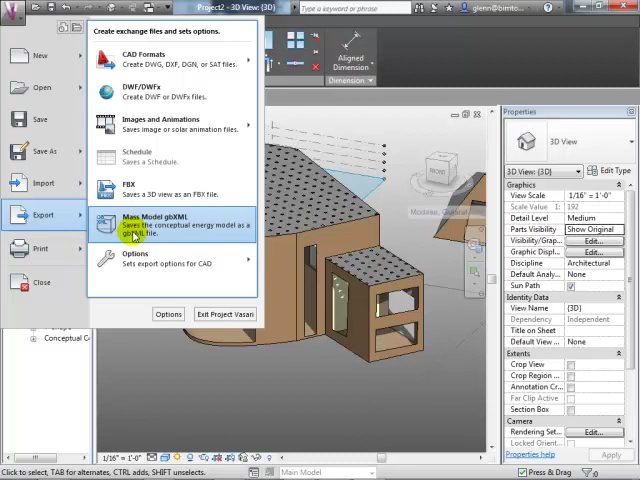 Project2 - 3D View: {3D}
Type a keyword or phrase
glenn@bimto
Create exchange files and sets options.
New
Open
Save
Save As
Import
Export
Print
Close
CAD Formats
Create DWG, DXF, DGN, or SAT files.
DWF/DWFx
Create DWF or DWFx files.
Images and Animations
Saves image or solar animation files.
Schedule
Saves a Schedule.
FBX
Saves a 3D view as an FBX file.
Mass Model gbXML
Saves the conceptual energy model as a
gbXML file.
Options
Sets export options for CAD
Options
Exit Project Vasari
Conceptual C
Aligned
Dimension
Dimension
FRONT
Modeless, Central
Properties
3D View
3D View: {3D}
Edit Type
Graphics
View Scale 1/16" = 1'-0"
Scale Value 1: 192
Detail Level Medium
Parts Visibility Show Original
Visibility/Grap... Edit...
Graphic Displ... Edit...
Discipline Architectural
Default Analy... None
Sun Path
Identity Data
View Name {3D}
Dependency Independent
Title on Sheet
Default View ... None
Extents
Crop View
Crop Region ...
Annotation Cr...
Far Clip Active
Section Box
Camera
Rendering Set... Edit...
Locked Orient...
Properties help
Apply
1/16" = 1'-0"
Click to select, TAB for alternates, CTRL adds, SHIFT unselects.
Main Model
Press & Drag
:0